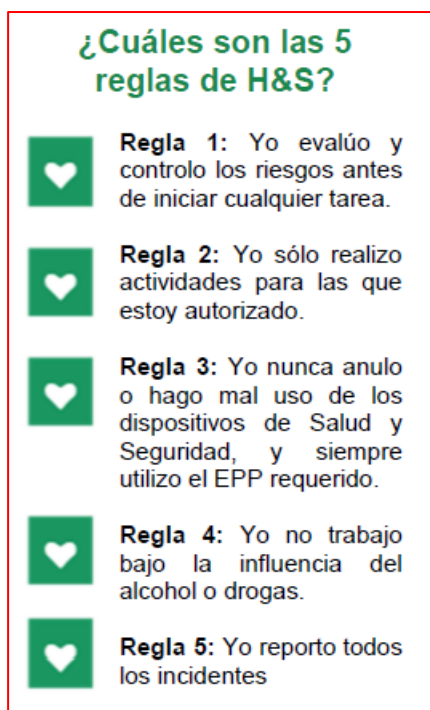 ¿Cuáles son las 5
reglas de H&S?
Regla 1: Yo evalúo y
controlo los riesgos antes
de iniciar cualquier tarea.
Regla 2: Yo sólo realizo
actividades para las que
estoy autorizado.
Regla 3: Yo nunca anulo
o hago mal uso de los
dispositivos de Salud y
Seguridad, y siempre
utilizo el EPP requerido.
Regla 4: Yo no trabajo
bajo la influencia del
alcohol o drogas.
Regla 5: Yo reporto todos
los incidentes